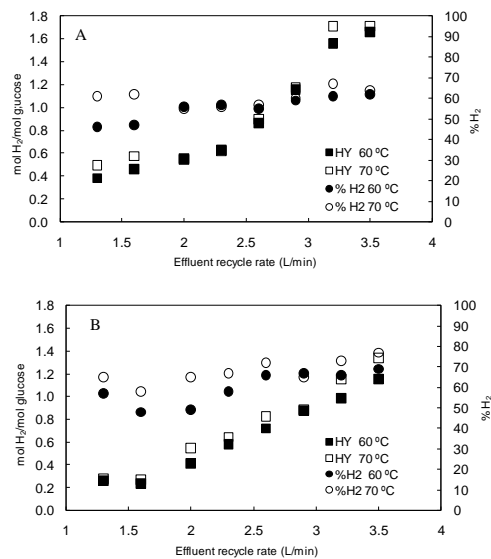 A
1.8
1.6
1.4
1.2
1.0
0.8
0.6
0.4
0.2
0.0
mol H2/mol glucose
100
90
80
70
60
50
40
30
20
10
0
% H2
HY 60 ºC
HY 70 ºC
% H2 60 ºC
% H2 70 ºC
1 1.5 2 2.5 3 3.5 4
Effluent recycle rate (L/min)
B
1.8
1.6
1.4
1.2
1.0
0.8
0.6
0.4
0.2
0.0
mol H2/mol glucose
100
90
80
70
60
50
40
30
20
10
0
% H2
HY 60 ºC
HY 70 ºC
%H2 60 ºC
%H2 70 ºC
1 1.5 2 2.5 3 3.5 4
Effluent recycle rate (L/min)